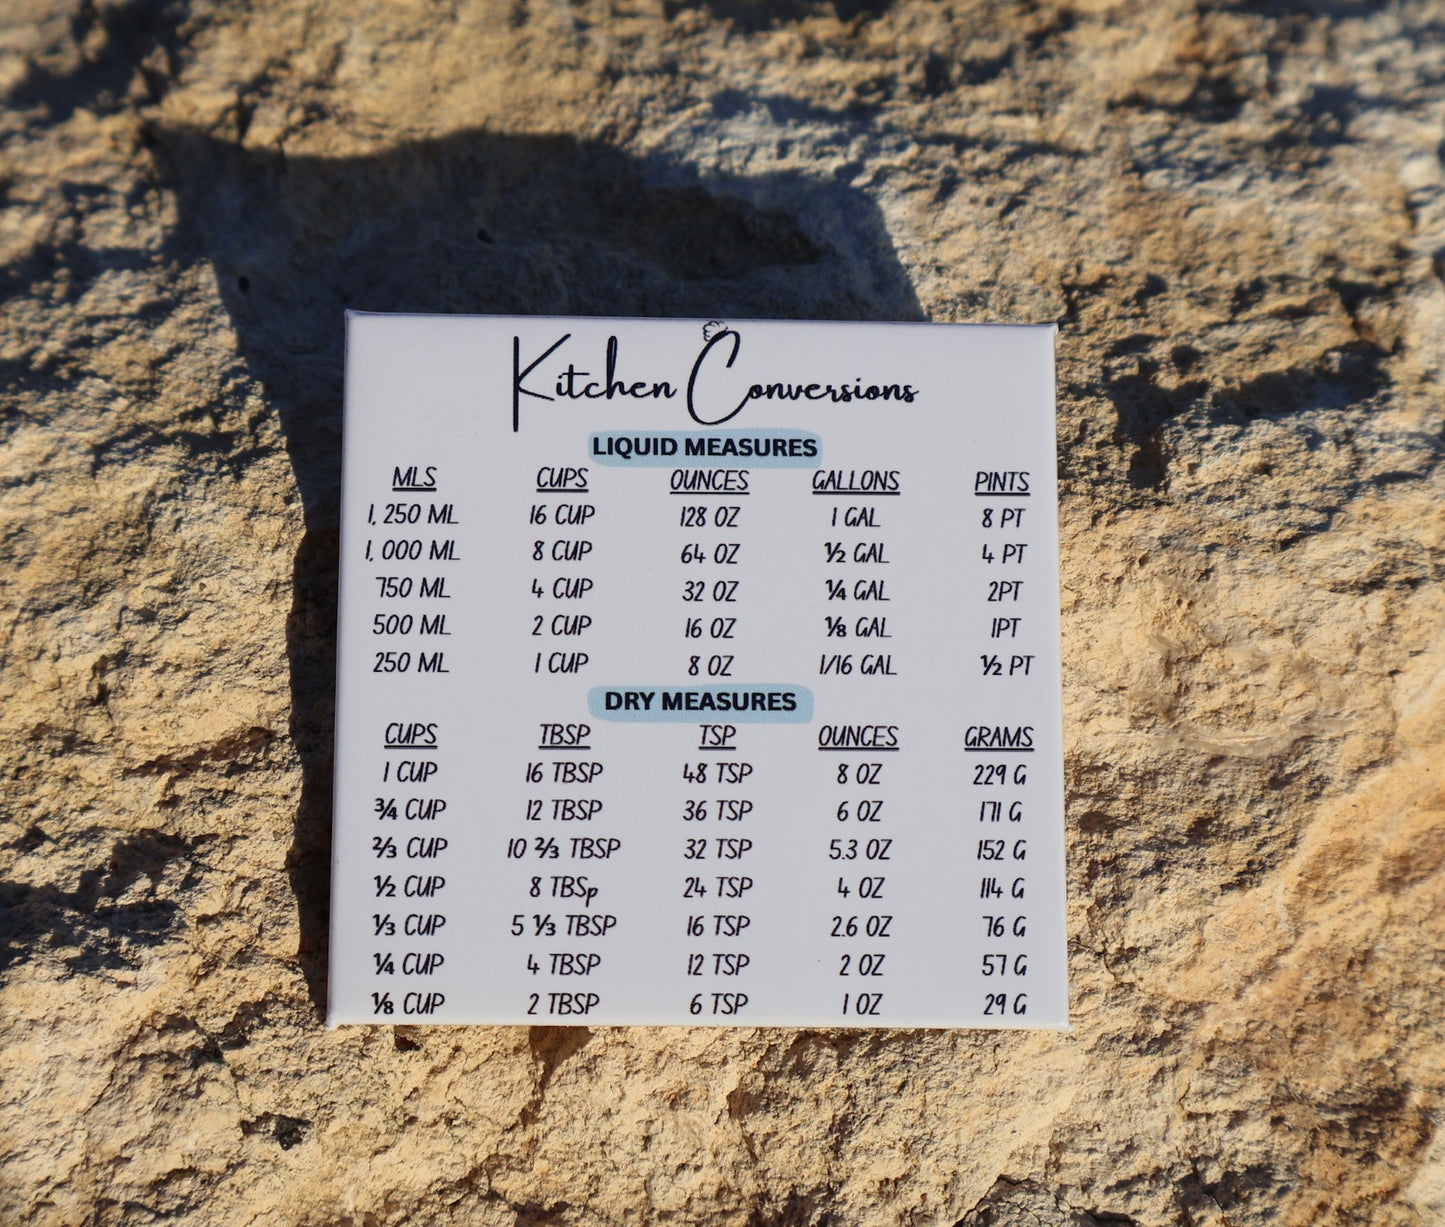 Kitchen Conversions
LIQUID MEASURES
MLS CUPS OUNCES GALLONS PINTS
1, 250 ML 16 CUP 128 OZ 1 GAL 8 PT
1, 000 ML 8 CUP 64 OZ ½ GAL 4 PT
750 ML 4 CUP 32 OZ ¼ GAL 2PT
500 ML 2 CUP 16 OZ ⅛ GAL 1PT
250 ML 1 CUP 8 OZ 1/16 GAL ½ PT
DRY MEASURES
CUPS TBSP TSP OUNCES GRAMS
1 CUP 16 TBSP 48 TSP 8 OZ 229 G
¾ CUP 12 TBSP 36 TSP 6 OZ 171 G
⅔ CUP 10 ⅔ TBSP 32 TSP 5.3 OZ 152 G
½ CUP 8 TBSp 24 TSP 4 OZ 114 G
⅓ CUP 5 ⅓ TBSP 16 TSP 2.6 OZ 76 G
¼ CUP 4 TBSP 12 TSP 2 OZ 57 G
⅛ CUP 2 TBSP 6 TSP 1 OZ 29 G